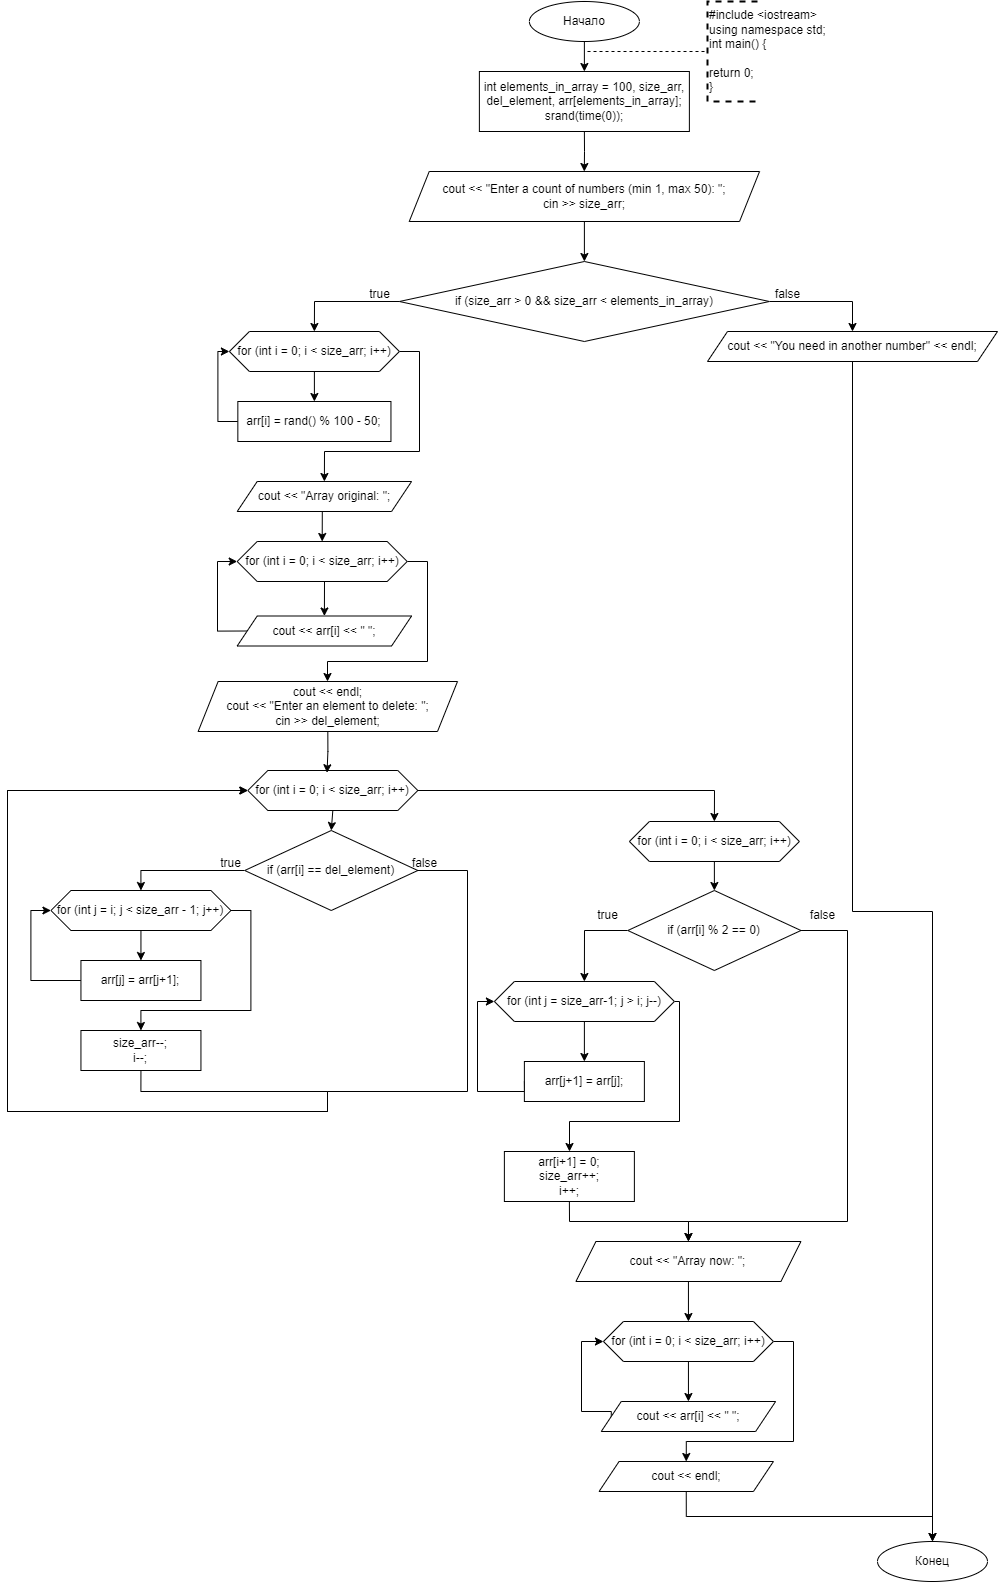 Начало
#include <iostream>
using namespace std;
int main() {
return 0;
}
int elements_in_array = 100, size_arr,
del_element, arr[elements_in_array];
srand(time(0));
cout << "Enter a count of numbers (min 1, max 50): ";
cin >> size_arr;
true
if (size_arr > 0 && size_arr < elements_in_array)
false
for (int i = 0; i < size_arr; i++)
cout << "You need in another number" << endl;
arr[i] = rand() % 100 - 50;
cout << "Array original: ";
for (int i = 0; i < size_arr; i++)
cout << arr[i] << " ";
cout << endl;
cout << "Enter an element to delete: ";
cin >> del_element;
for (int i = 0; i < size_arr; i++)
true
if (arr[i] == del_element)
false
for (int j = i; j < size_arr - 1; j++)
arr[j] = arr[j+1];
size_arr--;
i--;
for (int i = 0; i < size_arr; i++)
true
if (arr[i] % 2 == 0)
false
for (int j = size_arr-1; j > i; j--)
arr[j+1] = arr[j];
arr[i+1] = 0;
size_arr++;
i++;
cout << "Array now: ";
for (int i = 0; i < size_arr; i++)
cout << arr[i] << " ";
cout << endl;
Конец